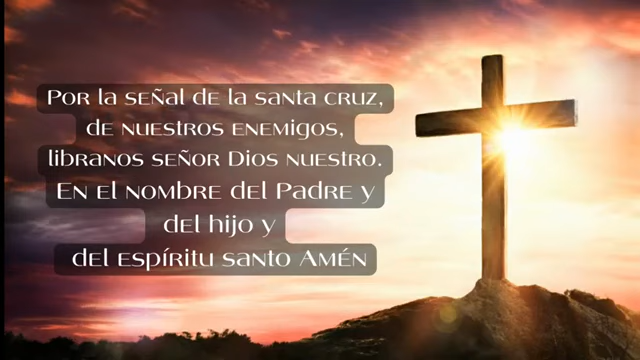 Por la señal de la santa cruz,
de nuestros enemigos,
libranos señor Dios nuestro.
En el nombre del Padre y
del hijo y
del espíritu santo Amén